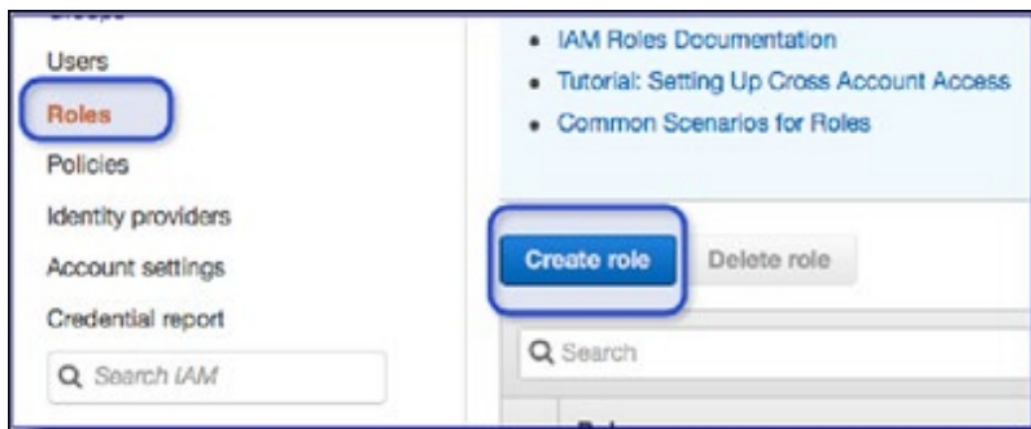 Users
Roles
Policies
Identity providers
Account settings
Credential report
Search IAM
IAM Roles Documentation
Tutorial: Setting Up Cross Account Access
Common Scenarios for Roles
Create role Delete role
Search